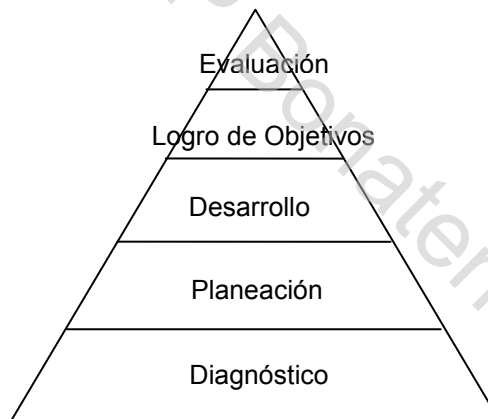 Evaluación
Logro de Objetivos
Desarrollo
Planeación
Diagnóstico